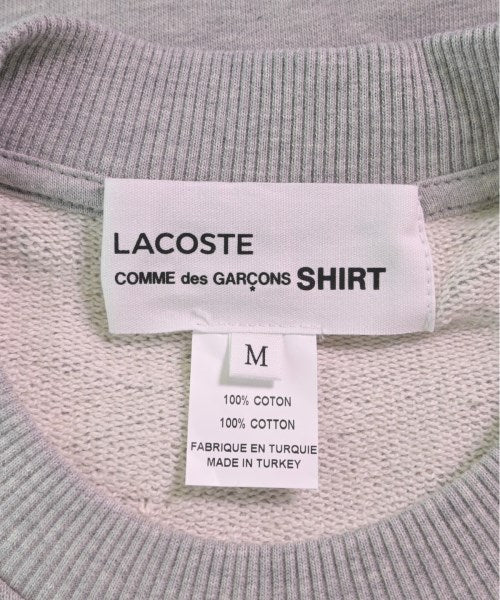 LACOSTE
COMME des GARÇONS SHIRT
*
M
100% COTON
100% COTTON
FABRIQUE EN TURQUIE
MADE IN TURKEY